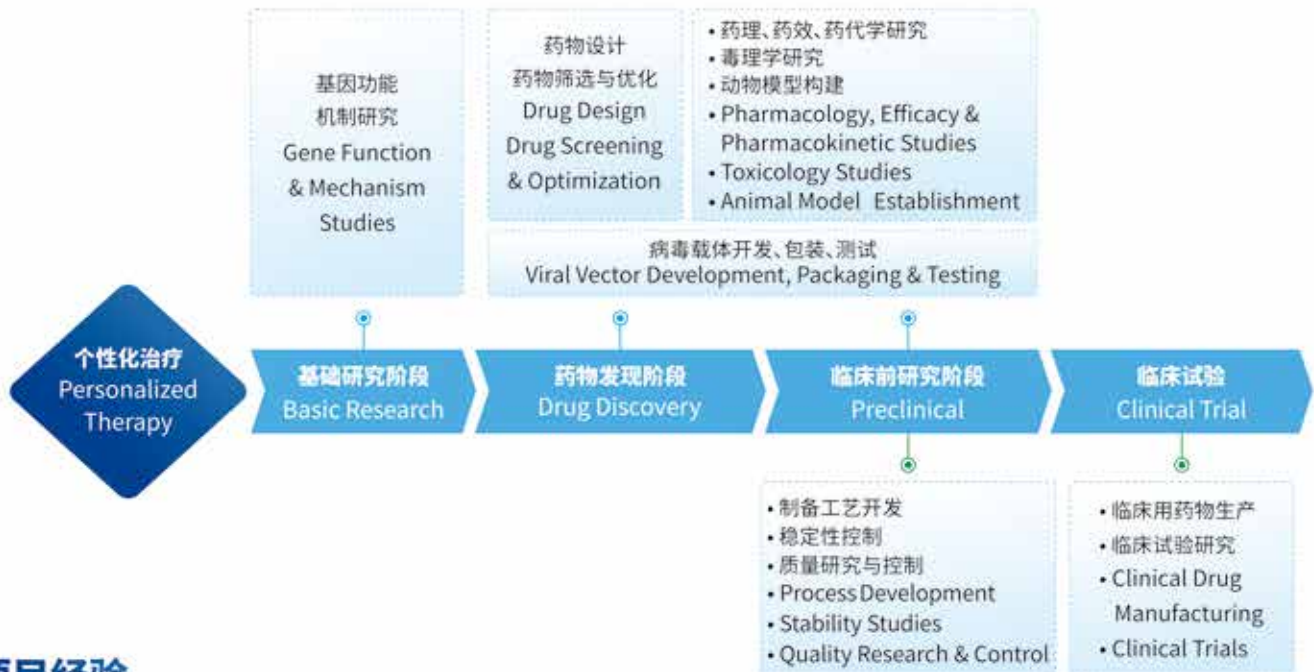 基因功能
机制研究
Gene Function
& Mechanism
Studies
药物设计
药物筛选与优化
Drug Design
Drug Screening
& Optimization
• 药理、药效、药代学研究
• 毒理学研究
• 动物模型构建
• Pharmacology, Efficacy &
Pharmacokinetic Studies
• Toxicology Studies
• Animal Model Establishment
病毒载体开发、包装、测试
Viral Vector Development, Packaging & Testing
个性化治疗
Personalized
Therapy
基础研究阶段
Basic Research
药物发现阶段
Drug Discovery
临床前研究阶段
Preclinical
临床试验
Clinical Trial
• 制备工艺开发
• 稳定性控制
• 质量研究与控制
• Process Development
• Stability Studies
• Quality Research & Control
• 临床用药物生产
• 临床试验研究
• Clinical Drug
Manufacturing
• Clinical Trials
项目经验